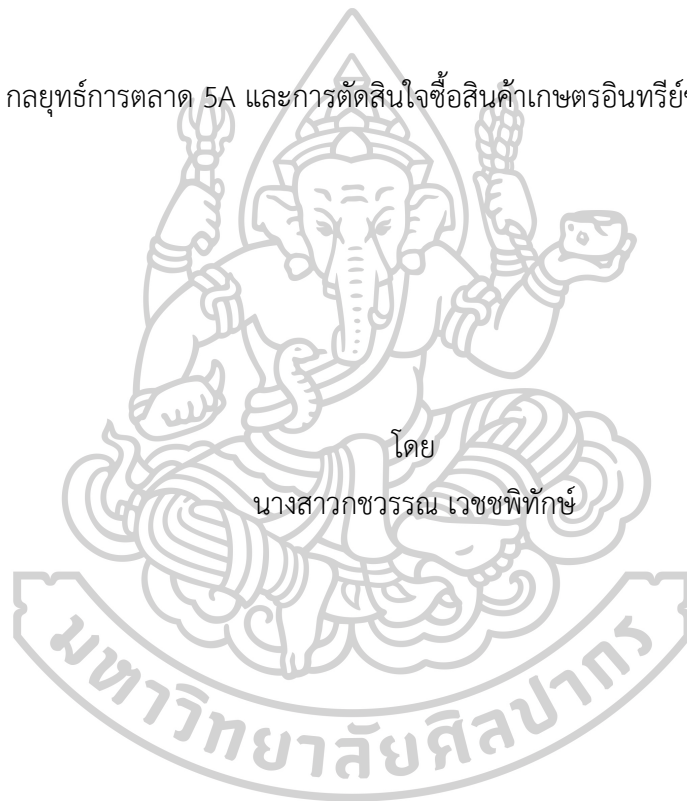 กลยุทธ์การตลาด 5A และการตัดสินใจซื้อสินค้าเกษตรอินทรีย์
โดย
นางสาวกชวรรณ เวชชพิทักษ์
มหาวิทยาลัยศิลปากร